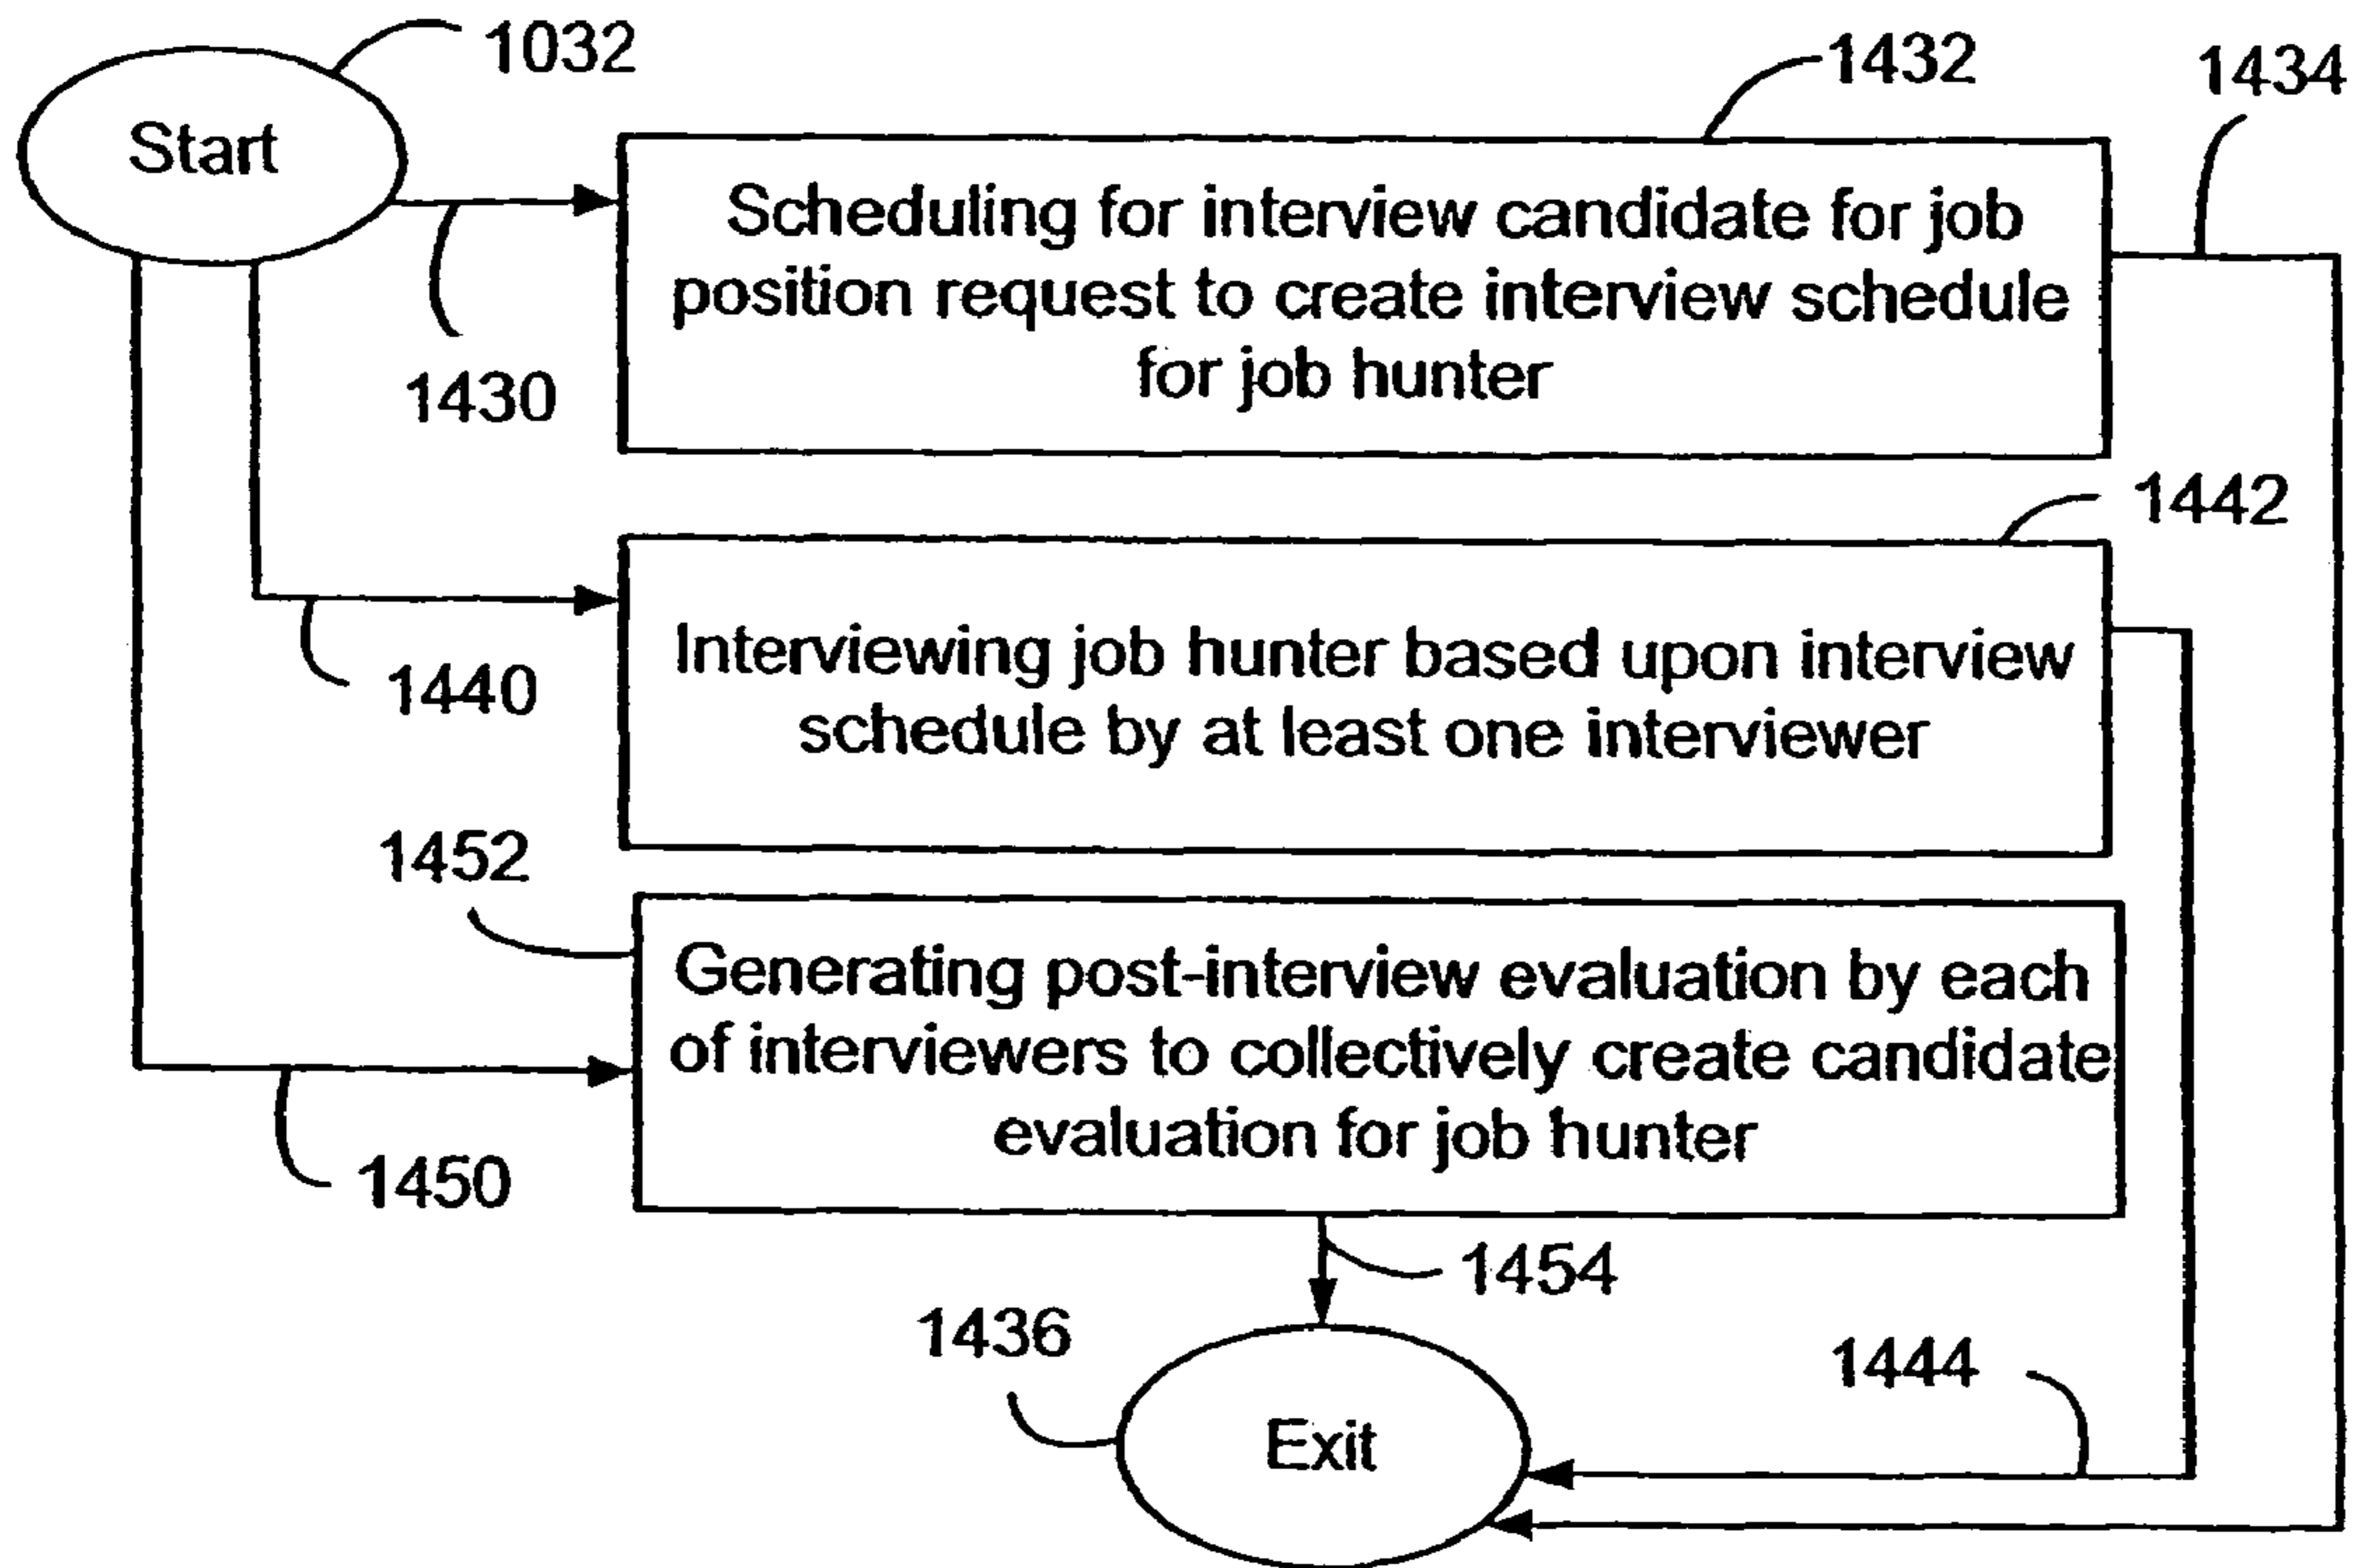 1032
1432
1434
Start
Scheduling for interview candidate for job
position request to create interview schedule
for job hunter
1430
1442
Interviewing job hunter based upon interview
schedule by at least one interviewer
1440
1452
Generating post-interview evaluation by each
of interviewers to collectively create candidate
evaluation for job hunter
1450
1454
1436
1444
Exit